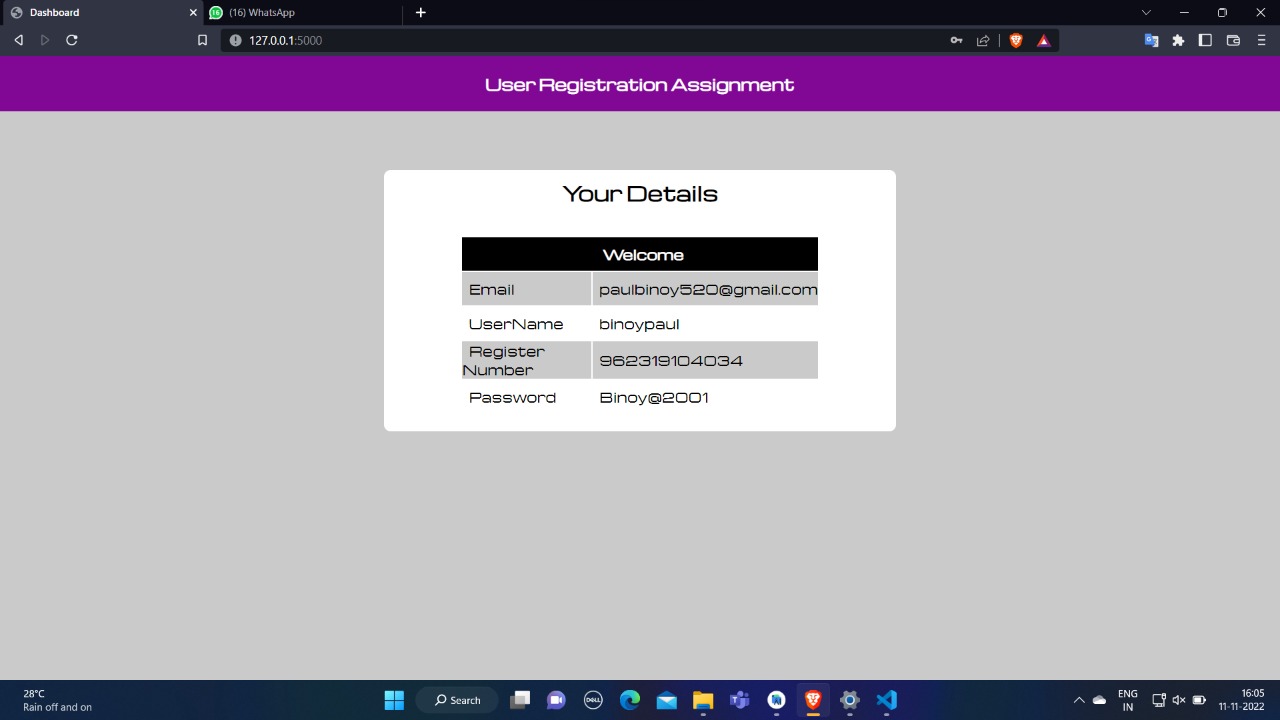 Dashboard
(16) WhatsApp
127.0.0.1:5000
User Registration Assignment
Your Details
Welcome
Email paulbinoy520@gmail.com
UserName binoypaul
Register Number 962319104034
Password Binoy@2001
28°C
Rain off and on
Search
DELL
ENG
IN
16:05
11-11-2022